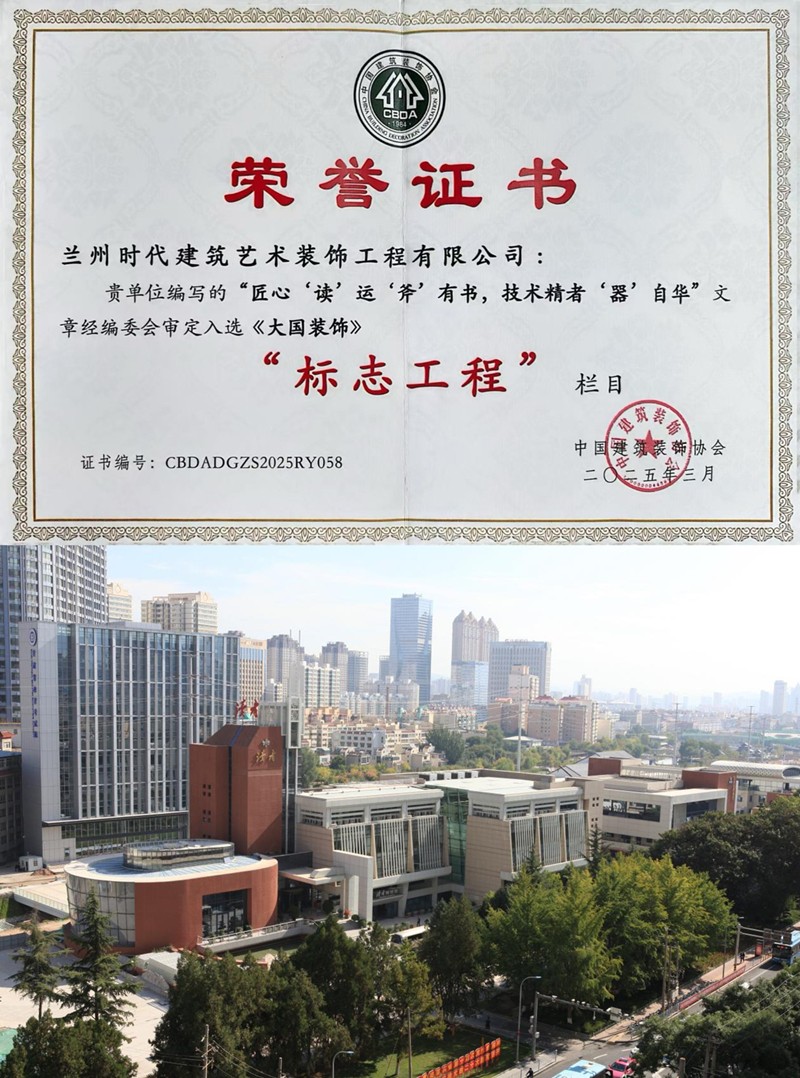 中国建筑装饰协会
CBDA
·1984·
CHINA BUILDING DECORATION ASSOCIATION
荣誉证书
兰州时代建筑艺术装饰工程有限公司：
贵单位编写的“匠心‘读’运‘斧’有书，技术精者‘器’自华”文
章经编委会审定入选《大国装饰》
“标志工程”栏目
中国建筑装饰协会
证书编号：CBDADGZS2025RY058
二〇二五年三月